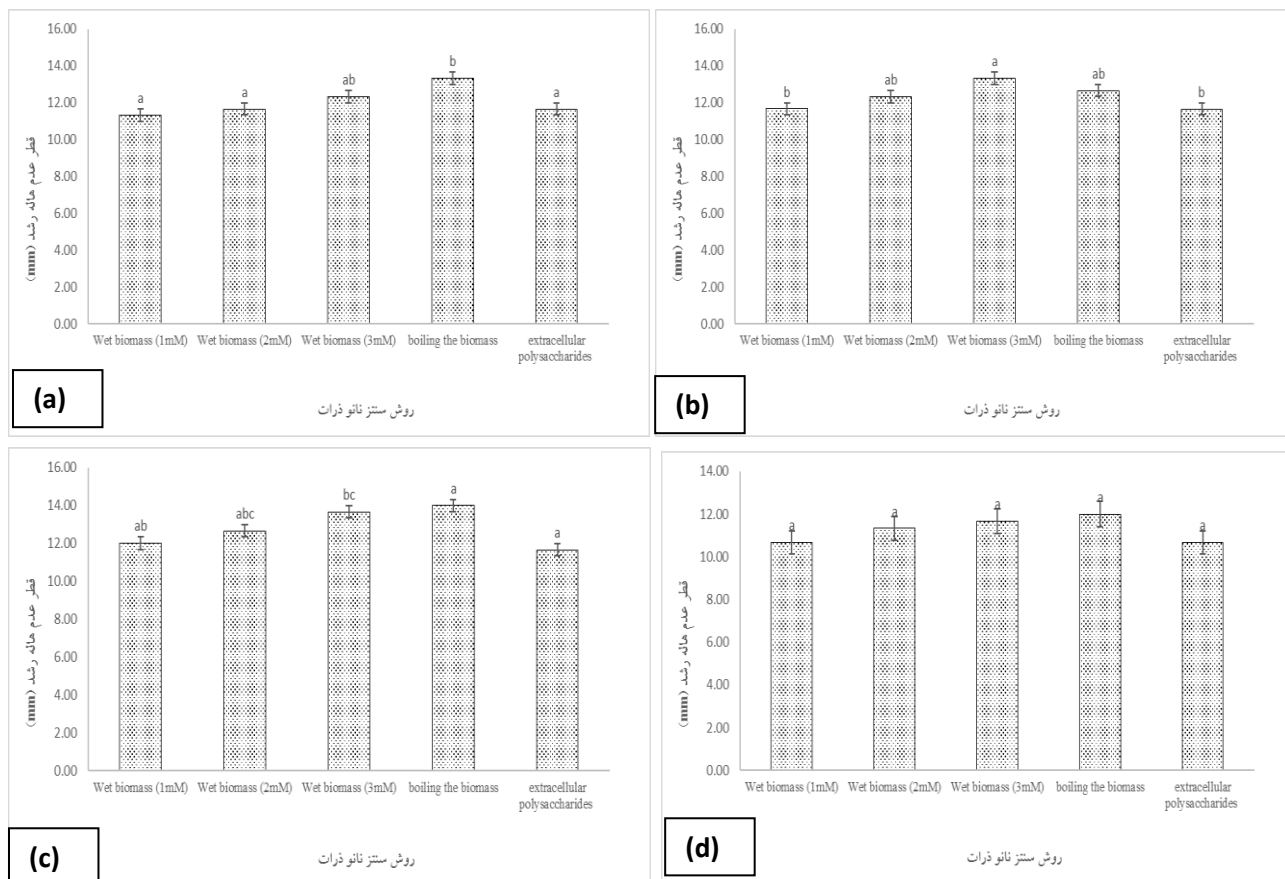 16.00
14.00
12.00
10.00
8.00
6.00
4.00
2.00
0.00
قطر عدم هاله رشد (mm)
a
a
ab
b
a
Wet biomass (1mM)
Wet biomass (2mM)
Wet biomass (3mM)
boiling the biomass
extracellular
polysaccharides
روش سنتز نانو ذرات
(a)
16.00
14.00
12.00
10.00
8.00
6.00
4.00
2.00
0.00
قطر عدم هاله رشد (mm)
b
ab
a
ab
b
Wet biomass (1mM)
Wet biomass (2mM)
Wet biomass (3mM)
boiling the biomass
extracellular
polysaccharides
روش سنتز نانو ذرات
(b)
16.00
14.00
12.00
10.00
8.00
6.00
4.00
2.00
0.00
قطر عدم هاله رشد (mm)
ab
abc
bc
a
a
Wet biomass (1mM)
Wet biomass (2mM)
Wet biomass (3mM)
boiling the biomass
extracellular
polysaccharides
روش سنتز نانو ذرات
(c)
14.00
12.00
10.00
8.00
6.00
4.00
2.00
0.00
قطر عدم هاله رشد (mm)
a
a
a
a
a
Wet biomass (1mM)
Wet biomass (2mM)
Wet biomass (3mM)
boiling the biomass
extracellular
polysaccharides
روش سنتز نانو ذرات
(d)